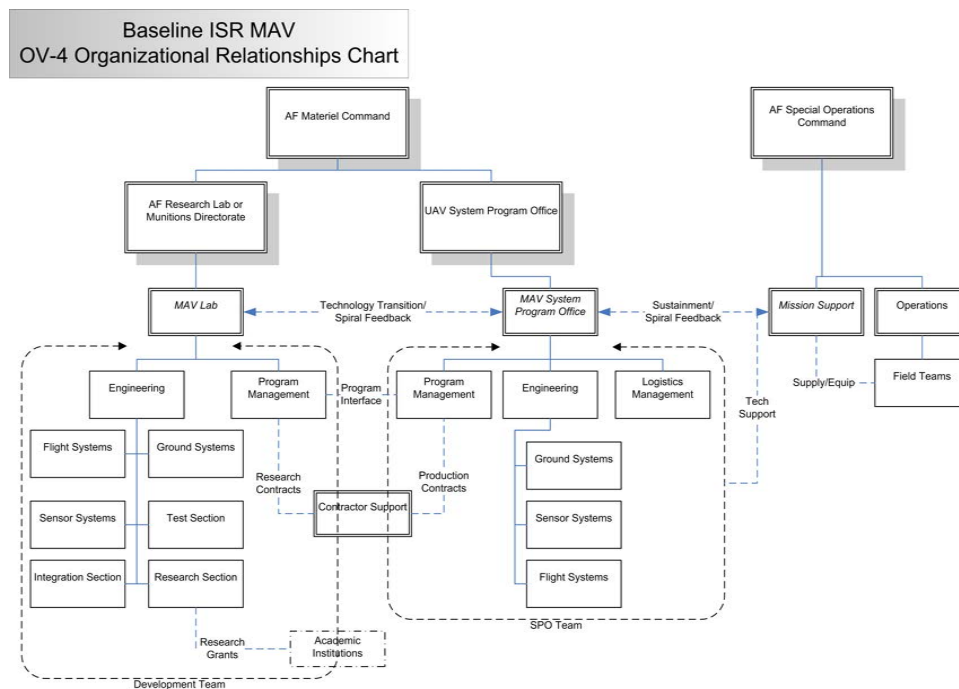 Baseline ISR MAV
OV-4 Organizational Relationships Chart
AF Materiel Command
AF Special Operations
Command
AF Research Lab or
Munitions Directorate
UAV System Program Office
MAV Lab
Technology Transition/
Spiral Feedback
MAV System
Program Office
Sustainment/
Spiral Feedback
Mission Support
Operations
Engineering
Program
Management
Program
Interface
Program
Management
Engineering
Logistics
Management
Tech
Support
Supply/Equip
Field Teams
Flight Systems
Ground Systems
Research
Contracts
Production
Contracts
Ground Systems
Sensor Systems
Test Section
Contractor Support
Sensor Systems
Integration Section
Research Section
Flight Systems
Research
Grants
Academic
Institutions
SPO Team
Development Team